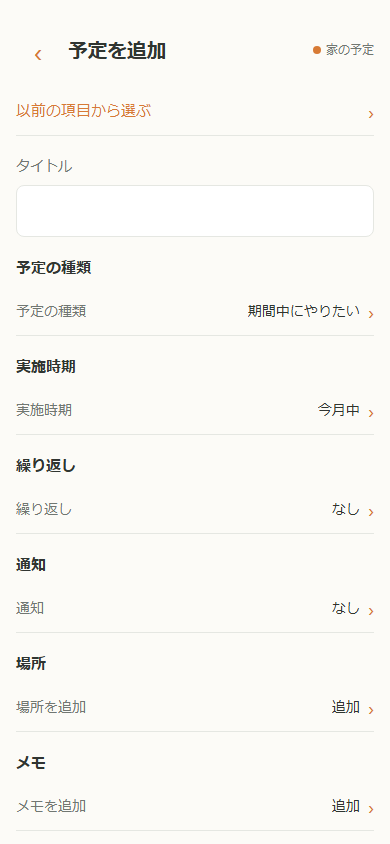 ‹ 予定を追加 家の予定
以前の項目から選ぶ ›
タイトル
予定の種類
予定の種類 期間中にやりたい ›
実施時期
実施時期 今月中 ›
繰り返し
繰り返し なし ›
通知
通知 なし ›
場所
場所を追加 追加 ›
メモ
メモを追加 追加 ›